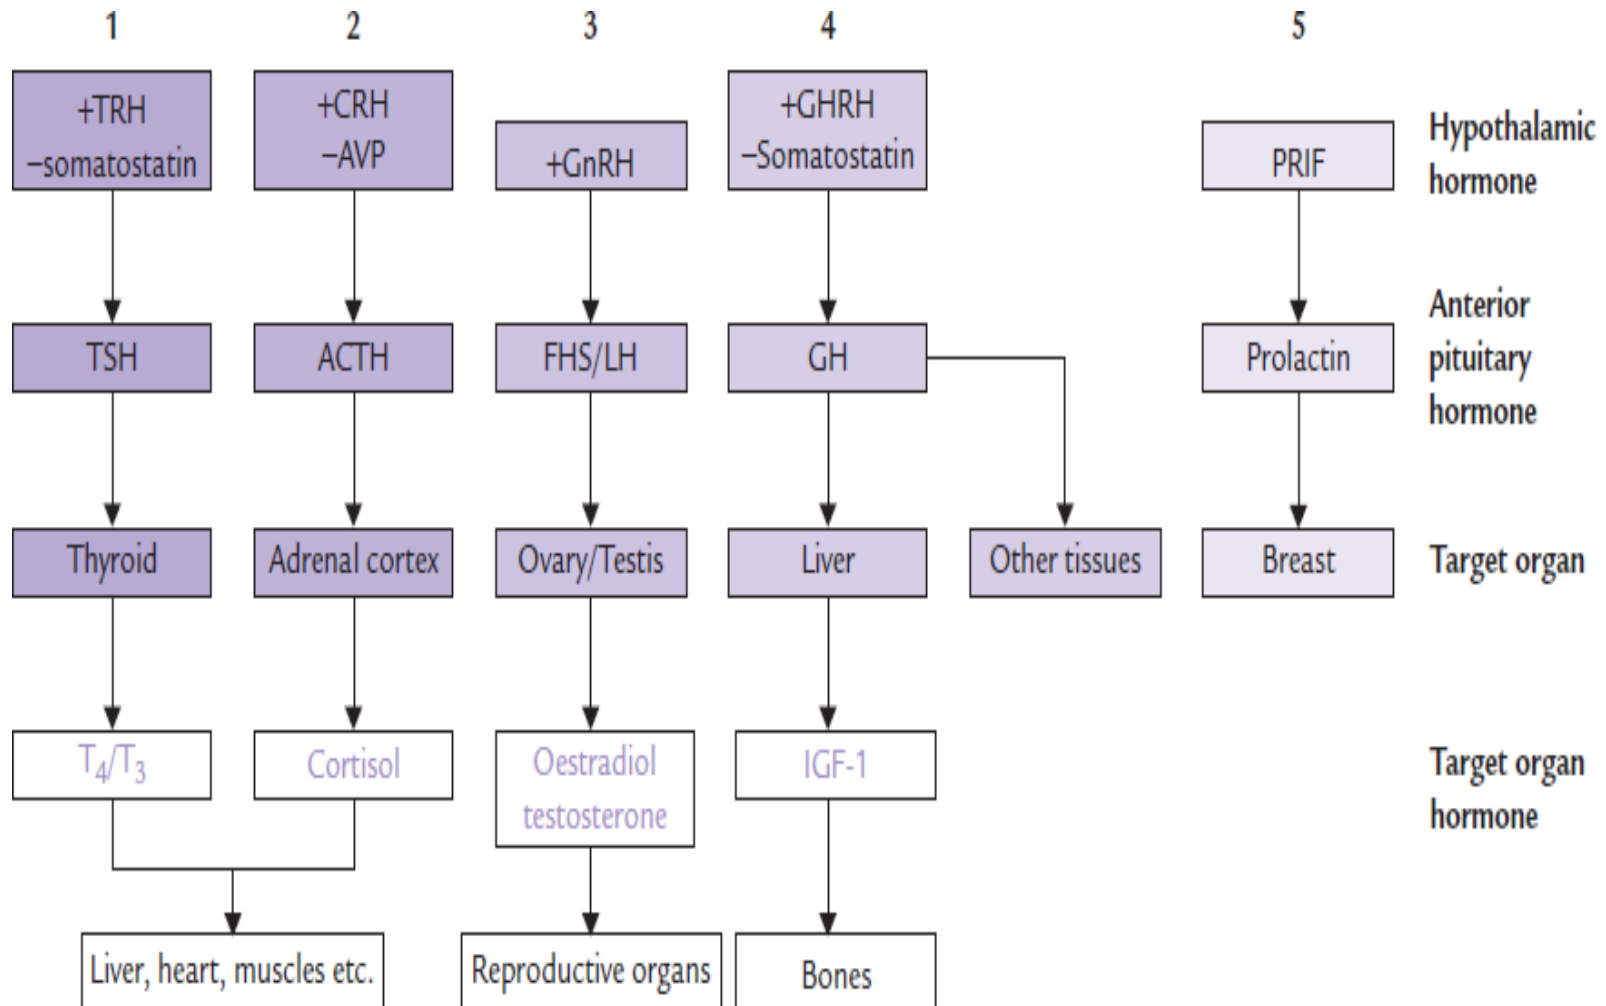 1
2
3
4
5
+TRH
–somatostatin
+CRH
–AVP
+GnRH
+GHRH
–Somatostatin
PRIF
Hypothalamic
hormone
TSH
ACTH
FHS/LH
GH
Prolactin
Anterior
pituitary
hormone
Thyroid
Adrenal cortex
Ovary/Testis
Liver
Other tissues
Breast
Target organ
T4/T3
Cortisol
Oestradiol
testosterone
IGF-1
Target organ
hormone
Liver, heart, muscles etc.
Reproductive organs
Bones